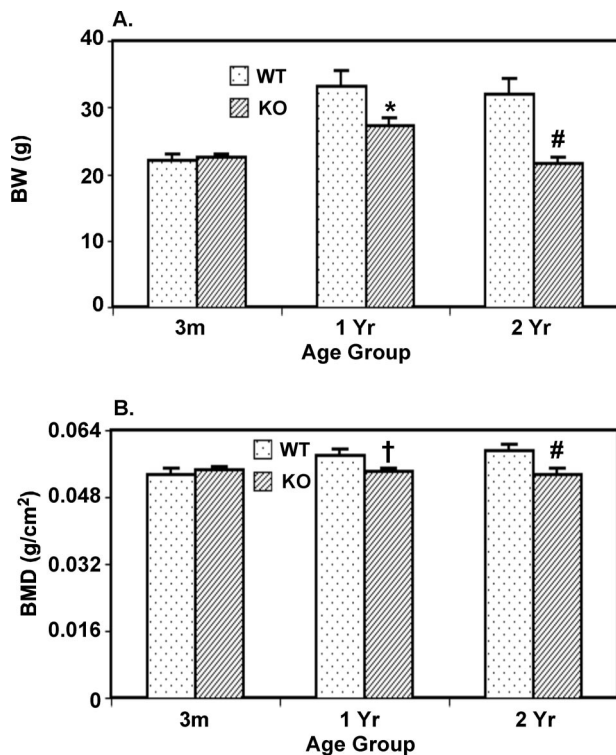 A.
40
30
20
10
0
BW (g)
WT
KO
*
#
3m 1 Yr 2 Yr
Age Group
B.
0.064
0.048
0.032
0.016
0
BMD (g/cm²)
WT
KO
†
#
3m 1 Yr 2 Yr
Age Group